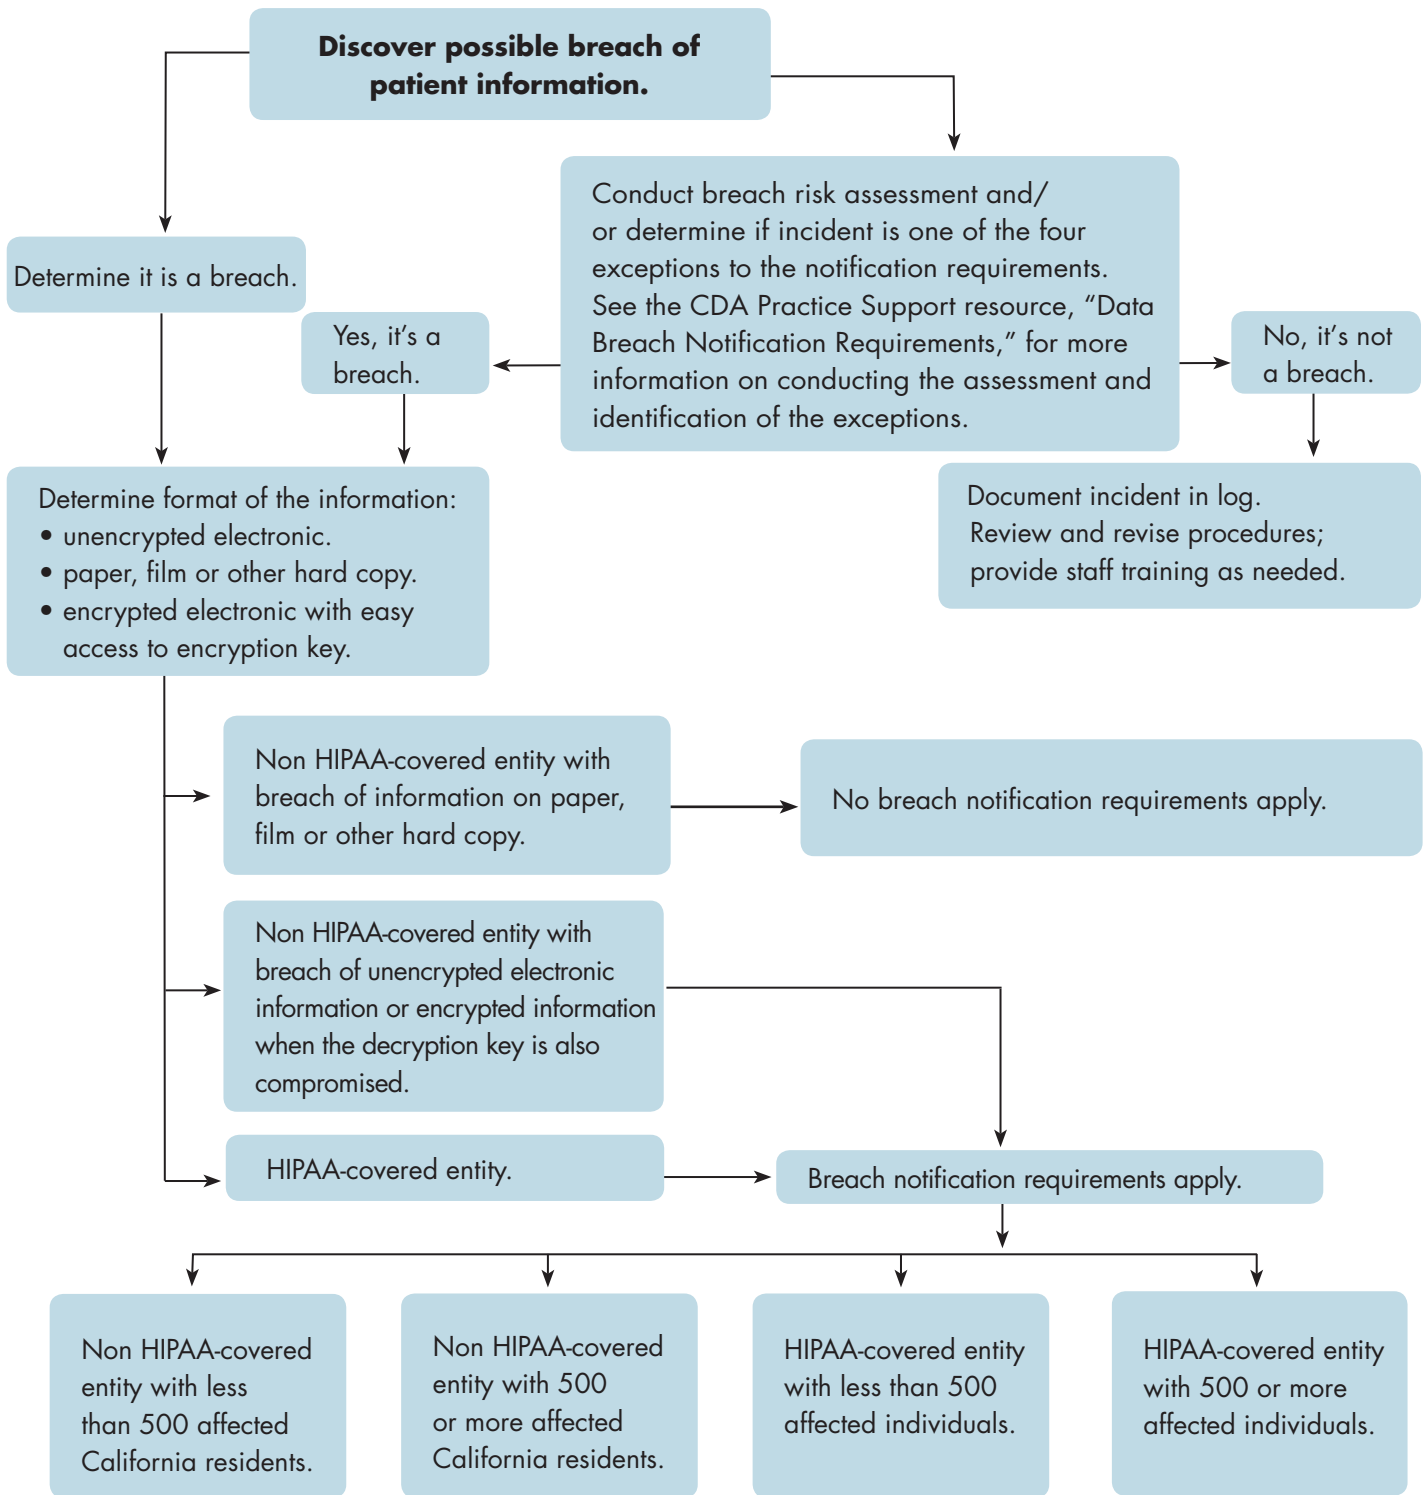 Discover possible breach of
patient information.
Conduct breach risk assessment and/
or determine if incident is one of the four
exceptions to the notification requirements.
See the CDA Practice Support resource, “Data
Breach Notification Requirements,” for more
information on conducting the assessment and
identification of the exceptions.
Determine it is a breach.
Yes, it’s a
breach.
No, it’s not
a breach.
Determine format of the information:
• unencrypted electronic.
• paper, film or other hard copy.
• encrypted electronic with easy
access to encryption key.
Document incident in log.
Review and revise procedures;
provide staff training as needed.
Non HIPAA-covered entity with
breach of information on paper,
film or other hard copy.
No breach notification requirements apply.
Non HIPAA-covered entity with
breach of unencrypted electronic
information or encrypted information
when the decryption key is also
compromised.
HIPAA-covered entity.
Breach notification requirements apply.
Non HIPAA-covered
entity with less
than 500 affected
California residents.
Non HIPAA-covered
entity with 500
or more affected
California residents.
HIPAA-covered entity
with less than 500
affected individuals.
HIPAA-covered entity
with 500 or more
affected individuals.